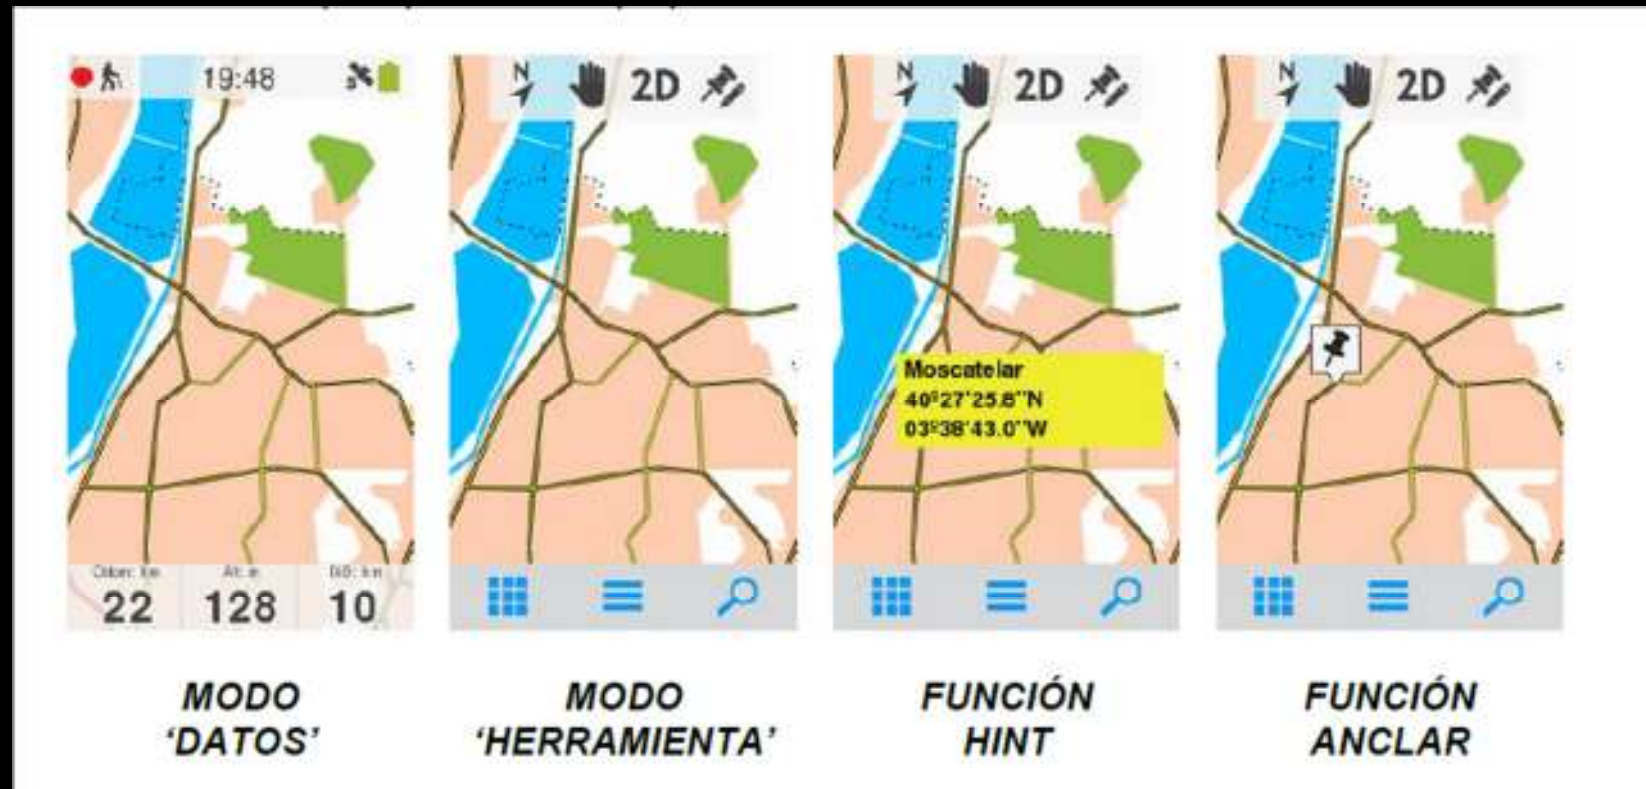 19:48
22
128
10
MODO
‘DATOS’
N
2D
MODO
‘HERRAMIENTA’
N
2D
Moscatelar
40º27'25.8''N
03º38'43.0''W
FUNCIÓN
HINT
N
2D
FUNCIÓN
ANCLAR